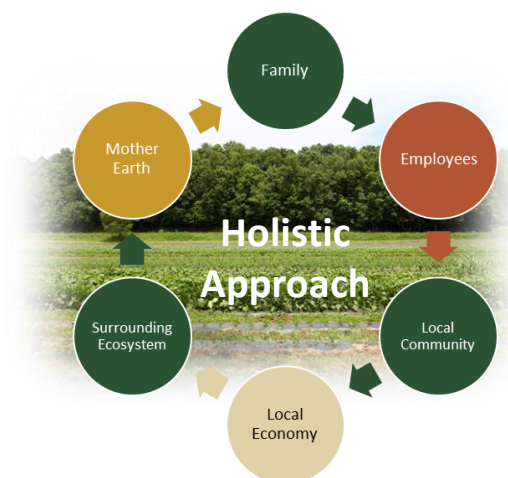 Family
Employees
Local
Community
Local
Economy
Surrounding
Ecosystem
Mother
Earth
Holistic
Approach